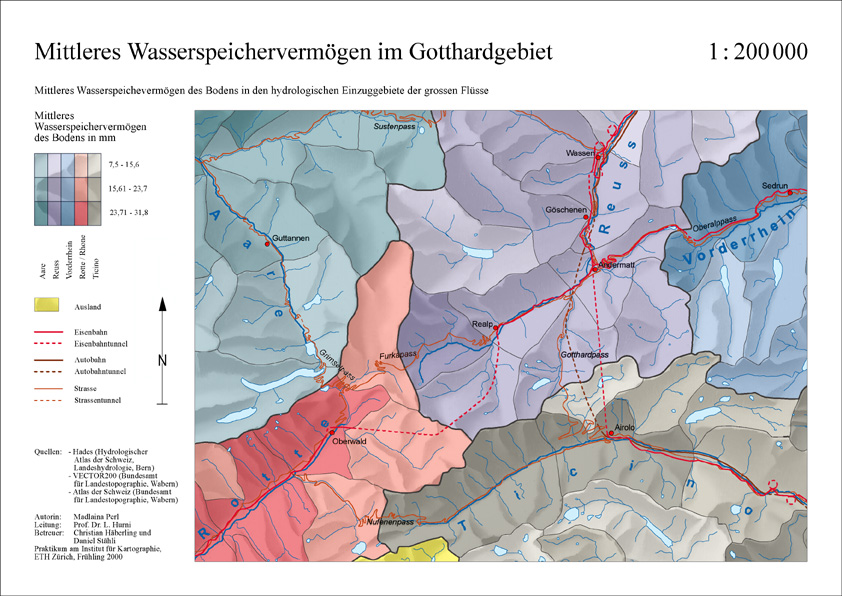 Mittleres Wasserspeichervermögen im Gotthardgebiet
1 : 200 000
Mittleres Wasserspeichevermögen des Bodens in den hydrologischen Einzuggebiete der grossen Flüsse
Mittleres
Wasserspeichervermögen
des Bodens in mm
7,5 - 15,6
15,61 - 23,7
23,71 - 31,8
Aare
Reuss
Vorderrhein
Rotte / Rhone
Ticino
Ausland
Eisenbahn
Eisenbahntunnel
Autobahn
Autobahntunnel
Strasse
Strassentunnel
N
Quellen: - Hades (Hydrologischer
Atlas der Schweiz,
Landeshydrologie, Bern)
- VECTOR200 (Bundesamt
für Landestopographie, Wabern)
- Atlas der Schweiz (Bundesamt
für Landestopographie, Wabern)
Autorin: Madlaina Perl
Leitung: Prof. Dr. L. Hurni
Betreuer: Christian Häberling und
Daniel Stähli
Praktikum am Institut für Kartographie,
ETH Zürich, Frühling 2000
Sustenpass
Wassen
Reuss
Sedrun
Göschenen
Oberalppass
Vorderrhein
Aare
Guttannen
Andermatt
Realp
Furkapass
Gotthardpass
Grimselpass
Oberwald
Airolo
Rotte
Nufenenpass
Ticino